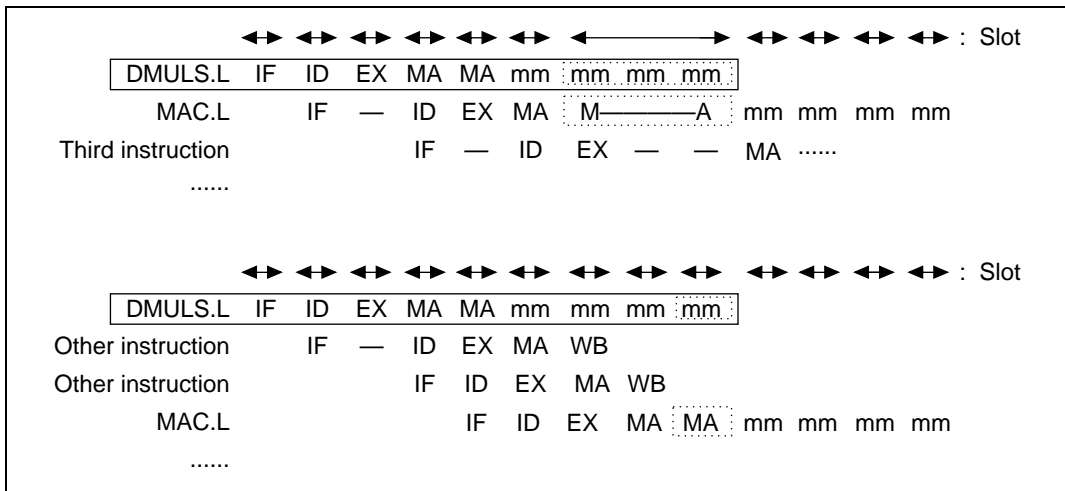 : Slot
DMULS.L IF ID EX MA MA mm mm mm mm
MAC.L IF — ID EX MA M————A mm mm mm mm
Third instruction IF — ID EX — — MA ......
......
: Slot
DMULS.L IF ID EX MA MA mm mm mm mm
Other instruction IF — ID EX MA WB
Other instruction IF ID EX MA WB
MAC.L IF ID EX MA MA mm mm mm mm
......